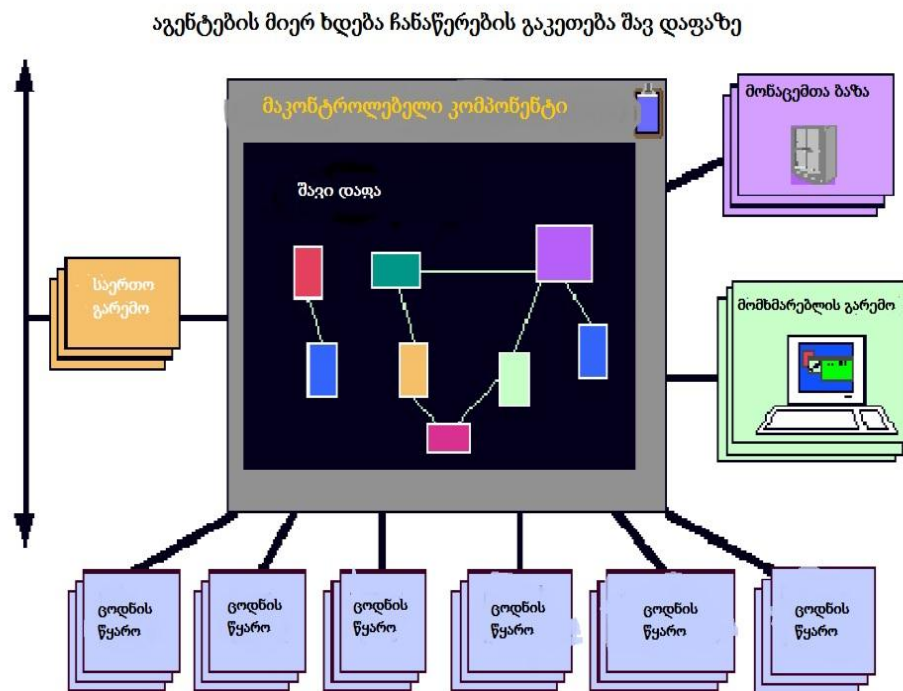 აგენტების მიერ ხდება ჩანაწერების გაკეთება შავ დაფაზე
მაკონტროლებელი კომპონენტი
მონაცემთა ბაზა
შავი დაფა
საერთო
გარემო
მომხმარებლის გარემო
ცოდნის
წყარო
ცოდნის
წყარო
ცოდნის
წყარო
ცოდნის
წყარო
ცოდნის
წყარო
ცოდნის
წყარო